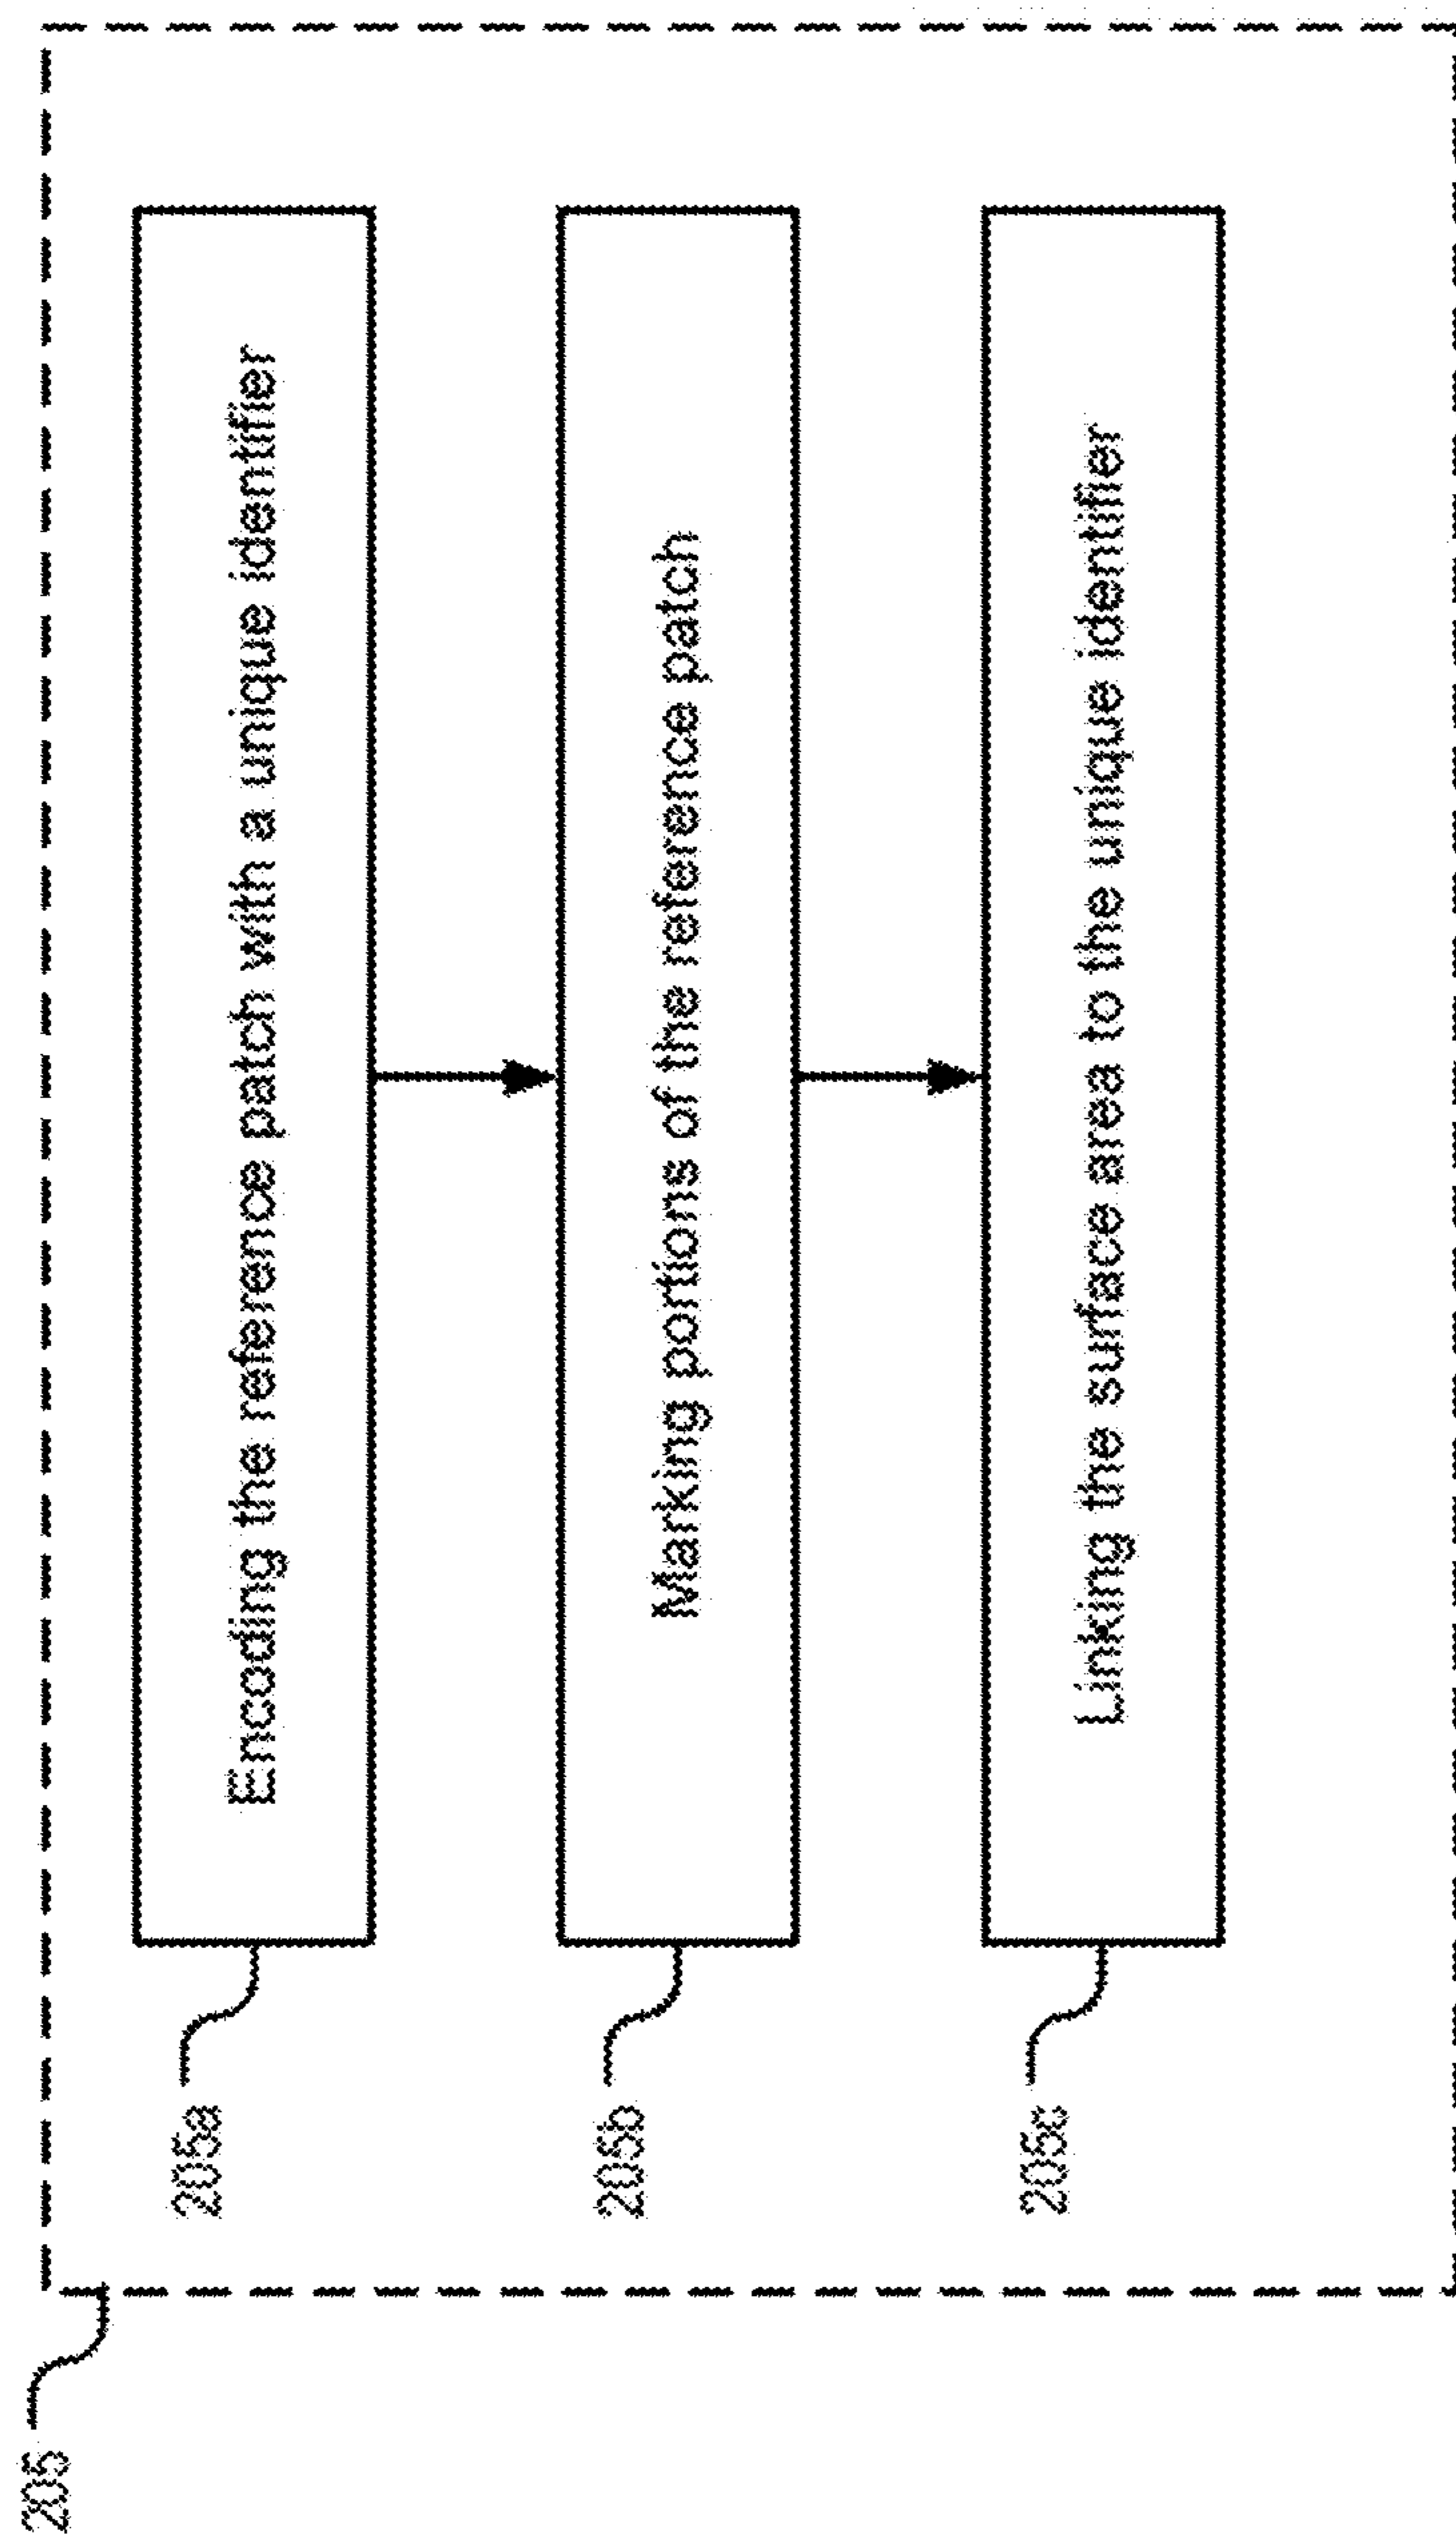 205
205a
Encoding the reference patch with a unique identifier
205b
Marking portions of the reference patch
205c
Linking the surface area to the unique identifier